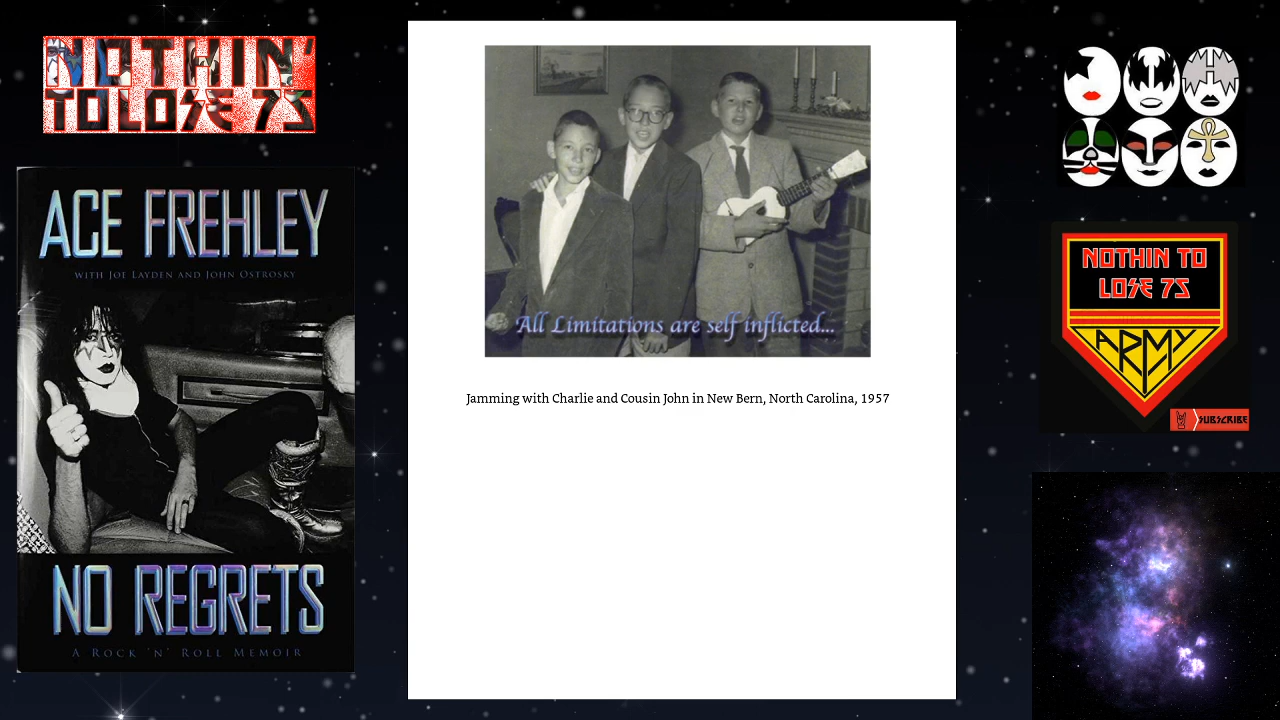 NOTHIN'
TO LOSE 75
ACE FREHLEY
WITH JOE LAYDEN AND JOHN OSTROSKY
NO REGRETS
A ROCK 'N' ROLL MEMOIR
All Limitations are self inflicted...
Jamming with Charlie and Cousin John in New Bern, North Carolina, 1957
NOTHIN TO
LOSE 75
ARMY
SUBSCRIBE